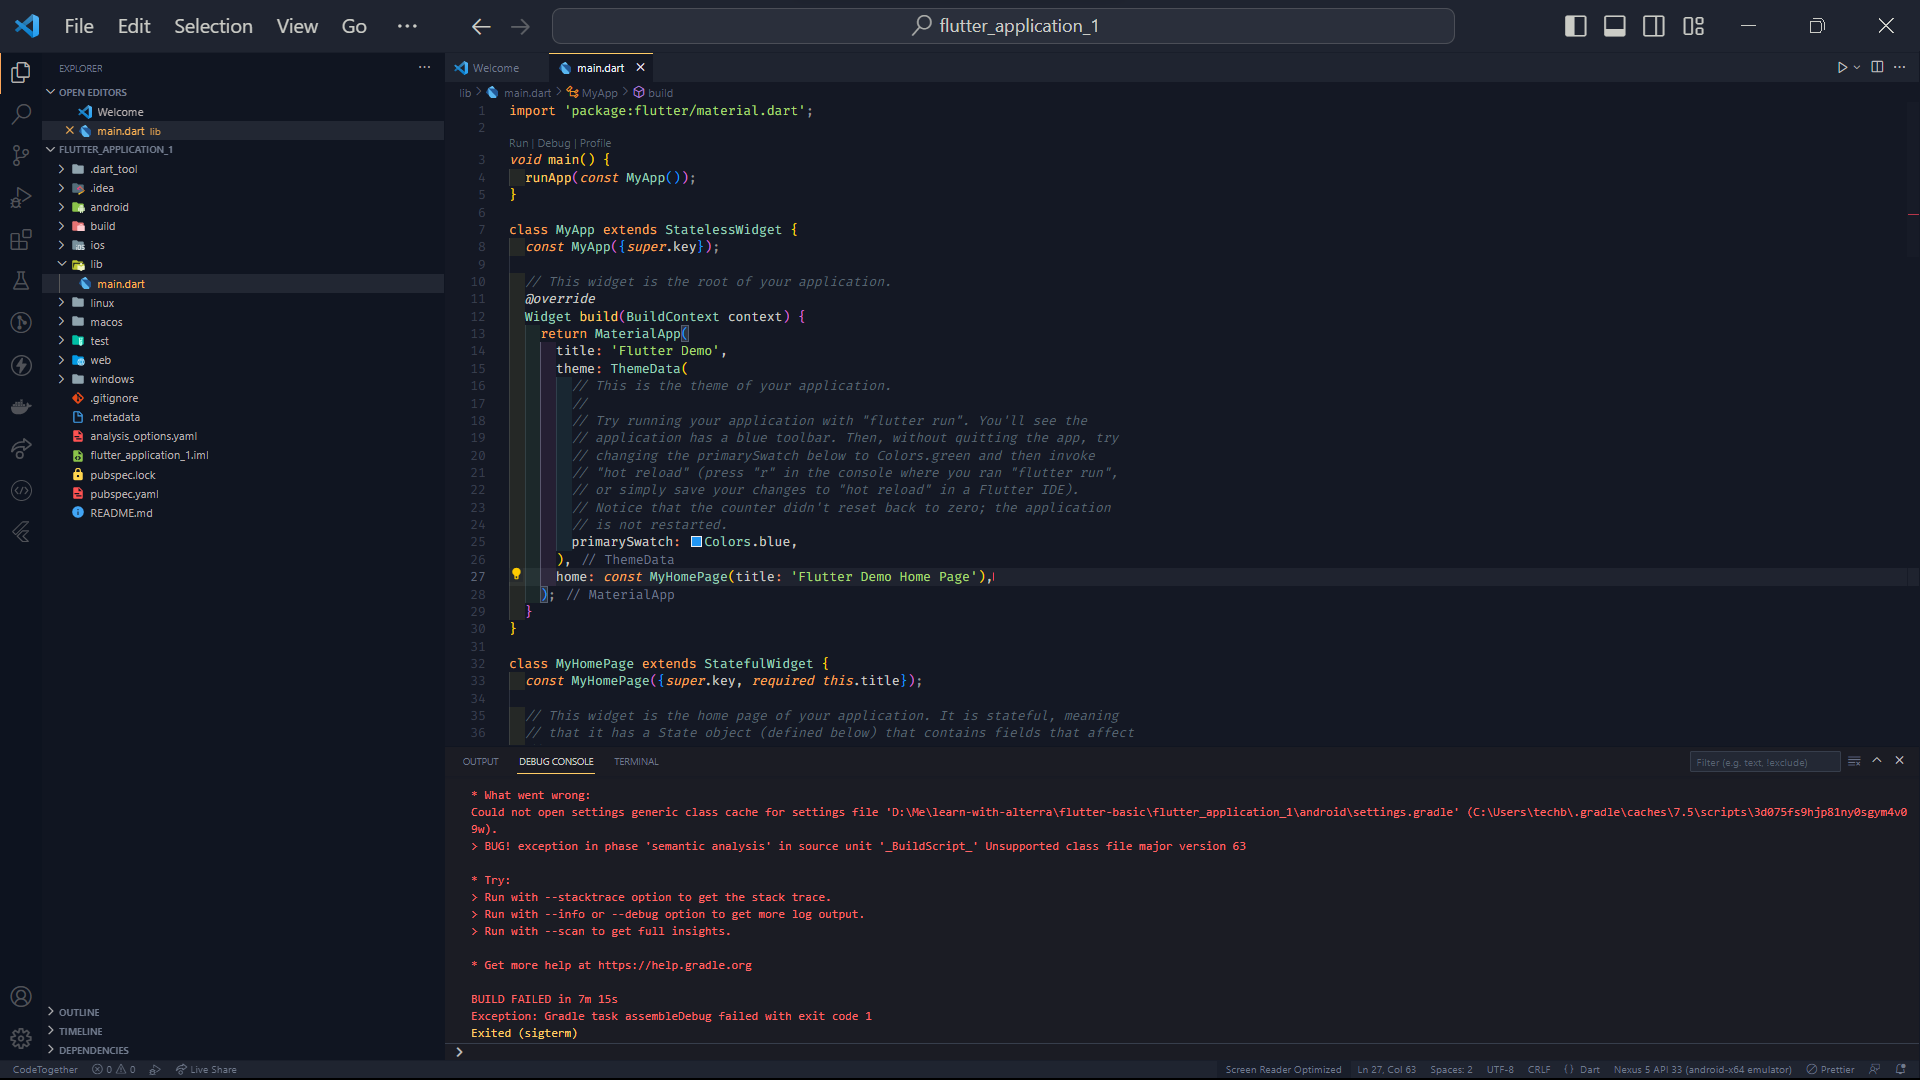 File Edit Selection View Go ···
flutter_application_1
EXPLORER
OPEN EDITORS
Welcome
main.dart lib
FLUTTER_APPLICATION_1
.dart_tool
.idea
android
build
ios
lib
main.dart
linux
macos
test
web
windows
.gitignore
.metadata
analysis_options.yaml
flutter_application_1.iml
pubspec.lock
pubspec.yaml
README.md
OUTLINE
TIMELINE
DEPENDENCIES
Welcome main.dart
lib > main.dart > MyApp > build
1 import 'package:flutter/material.dart';
2
Run | Debug | Profile
3 void main() {
4 runApp(const MyApp());
5 }
6
7 class MyApp extends StatelessWidget {
8 const MyApp({super.key});
9
10 // This widget is the root of your application.
11 @override
12 Widget build(BuildContext context) {
13 return MaterialApp(
14 title: 'Flutter Demo',
15 theme: ThemeData(
16 // This is the theme of your application.
17 //
18 // Try running your application with "flutter run". You'll see the
19 // application has a blue toolbar. Then, without quitting the app, try
20 // changing the primarySwatch below to Colors.green and then invoke
21 // "hot reload" (press "r" in the console where you ran "flutter run",
22 // or simply save your changes to "hot reload" in a Flutter IDE).
23 // Notice that the counter didn't reset back to zero; the application
24 // is not restarted.
25 primarySwatch: Colors.blue,
26 ), // ThemeData
27 home: const MyHomePage(title: 'Flutter Demo Home Page'),
28 ); // MaterialApp
29 }
30 }
31
32 class MyHomePage extends StatefulWidget {
33 const MyHomePage({super.key, required this.title});
34
35 // This widget is the home page of your application. It is stateful, meaning
36 // that it has a State object (defined below) that contains fields that affect
OUTPUT DEBUG CONSOLE TERMINAL
Filter (e.g. text, !exclude)
* What went wrong:
Could not open settings generic class cache for settings file 'D:\Me\learn-with-alterra\flutter-basic\flutter_application_1\android\settings.gradle' (C:\Users\techb\.gradle\caches\7.5\scripts\3d075fs9hjp81ny0sgym4v0
9w).
> BUG! exception in phase 'semantic analysis' in source unit '_BuildScript_' Unsupported class file major version 63
* Try:
> Run with --stacktrace option to get the stack trace.
> Run with --info or --debug option to get more log output.
> Run with --scan to get full insights.
* Get more help at https://help.gradle.org
BUILD FAILED in 7m 15s
Exception: Gradle task assembleDebug failed with exit code 1
Exited (sigterm)
>
CodeTogether 0 0 Live Share Screen Reader Optimized Ln 27, Col 63 Spaces: 2 UTF-8 CRLF {} Dart Nexus 5 API 33 (android-x64 emulator) Prettier